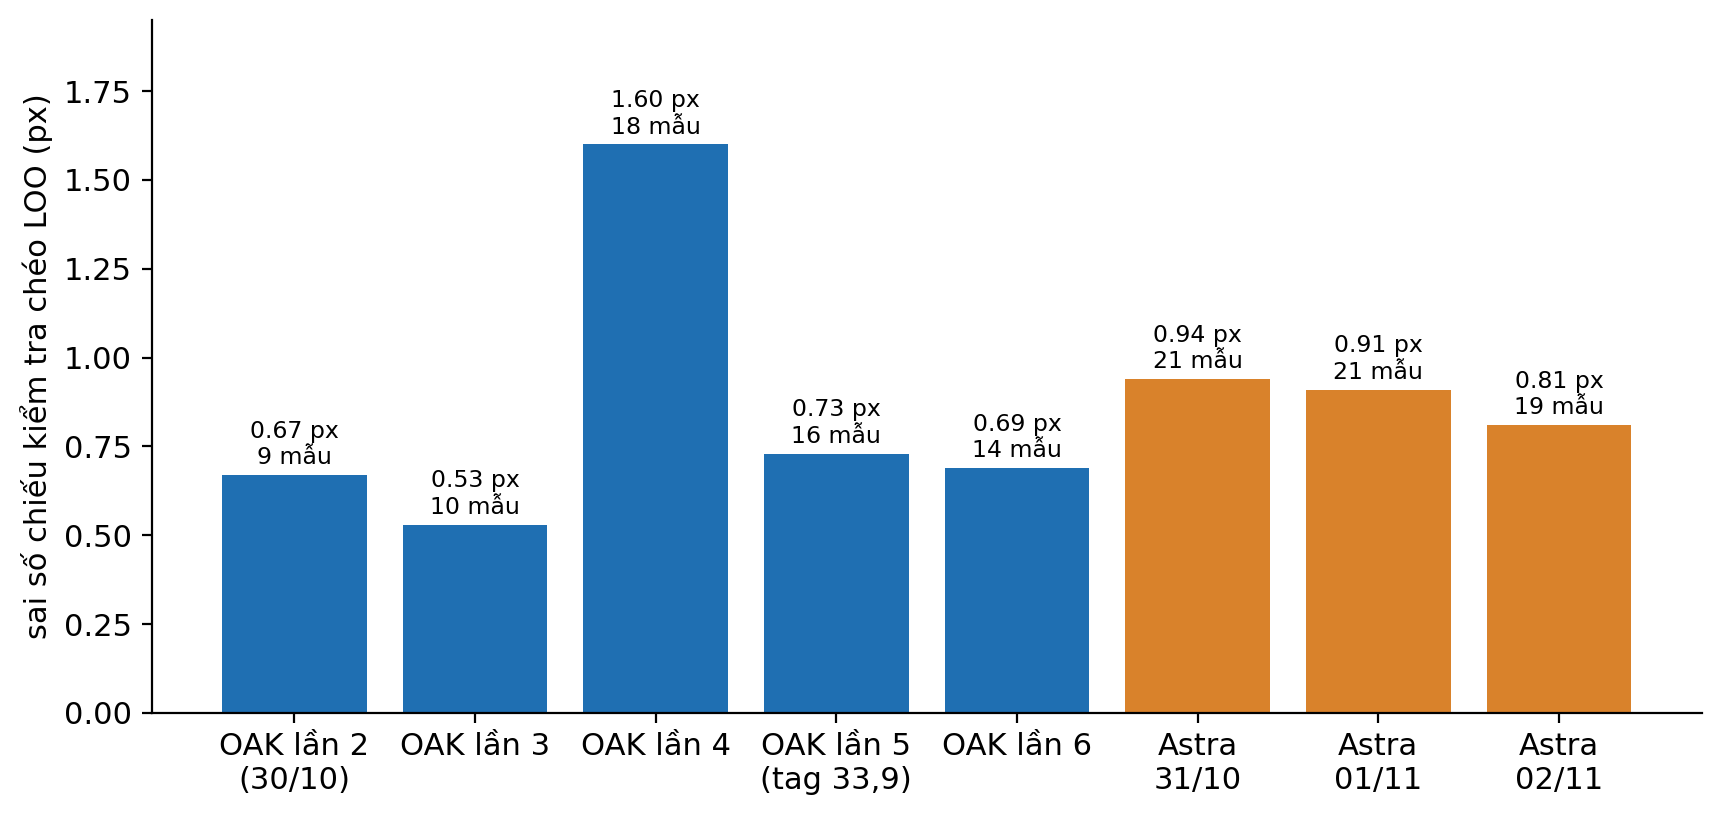 sai số chiếu kiểm tra chéo LOO (px)
1.75
1.50
1.25
1.00
0.75
0.50
0.25
0.00
0.67 px
9 mẫu
0.53 px
10 mẫu
1.60 px
18 mẫu
0.73 px
16 mẫu
0.69 px
14 mẫu
0.94 px
21 mẫu
0.91 px
21 mẫu
0.81 px
19 mẫu
OAK lần 2
(30/10)
OAK lần 3
OAK lần 4
OAK lần 5
(tag 33,9)
OAK lần 6
Astra
31/10
Astra
01/11
Astra
02/11